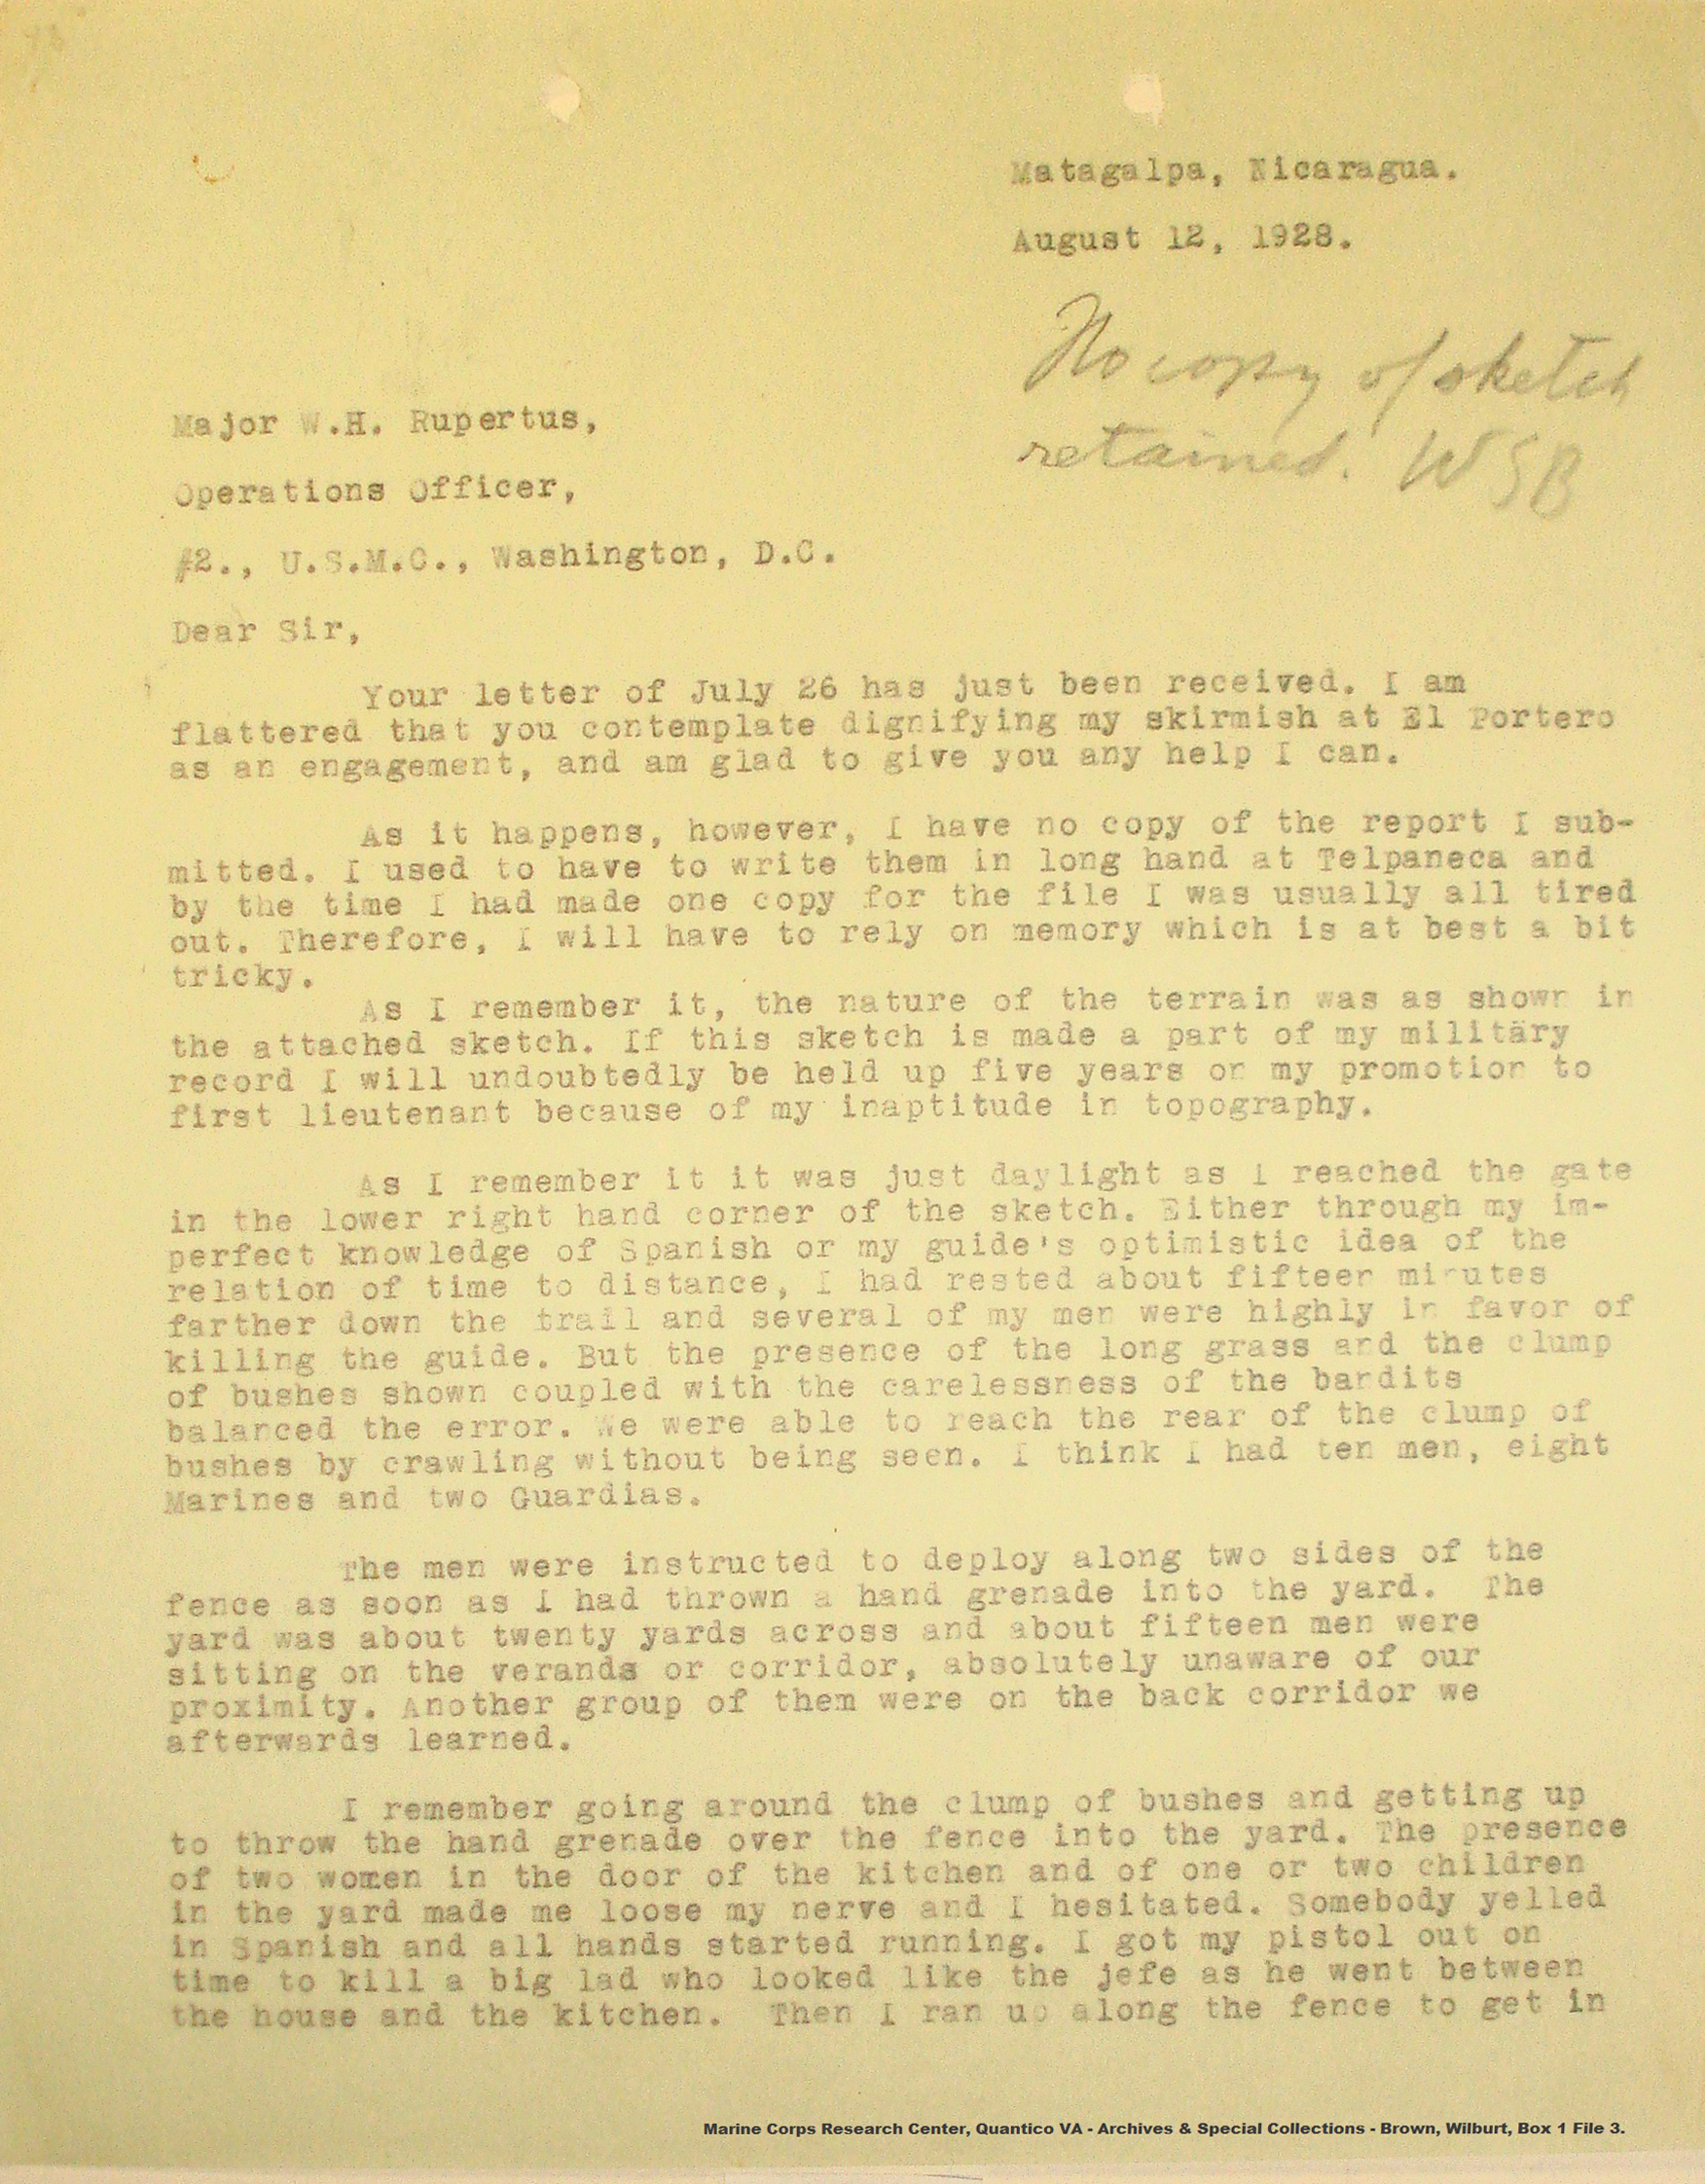 Matagalpa, Nicaragua.
August 12, 1928.
No copy of sketch
retained. WSB
Major W.H. Rupertus,
Operations Officer,
#2., U.S.M.C., Washington, D.C.
Dear Sir,
Your letter of July 26 has just been received. I am
flattered that you contemplate dignifying my skirmish at El Portero
as an engagement, and am glad to give you any help I can.
As it happens, however, I have no copy of the report I sub-
mitted. I used to have to write them in long hand at Telpaneca and
by the time I had made one copy for the file I was usually all tired
out. Therefore, I will have to rely on memory which is at best a bit
tricky.
As I remember it, the nature of the terrain was as shown in
the attached sketch. If this sketch is made a part of my military
record I will undoubtedly be held up five years on my promotion to
first lieutenant because of my inaptitude in topography.
As I remember it it was just daylight as I reached the gate
in the lower right hand corner of the sketch. Either through my im-
perfect knowledge of Spanish or my guide's optimistic idea of the
relation of time to distance, I had rested about fifteen minutes
farther down the trail and several of my men were highly in favor of
killing the guide. But the presence of the long grass and the clump
of bushes shown coupled with the carelessness of the bandits
balanced the error. We were able to reach the rear of the clump of
bushes by crawling without being seen. I think I had ten men, eight
Marines and two Guardias.
The men were instructed to deploy along two sides of the
fence as soon as I had thrown a hand grenade into the yard. The
yard was about twenty yards across and about fifteen men were
sitting on the veranda or corridor, absolutely unaware of our
proximity. Another group of them were on the back corridor we
afterwards learned.
I remember going around the clump of bushes and getting up
to throw the hand grenade over the fence into the yard. The presence
of two women in the door of the kitchen and of one or two children
in the yard made me loose my nerve and I hesitated. Somebody yelled
in Spanish and all hands started running. I got my pistol out on
time to kill a big lad who looked like the jefe as he went between
the house and the kitchen. Then I ran up along the fence to get in
Marine Corps Research Center, Quantico VA - Archives & Special Collections - Brown, Wilburt, Box 1 File 3.